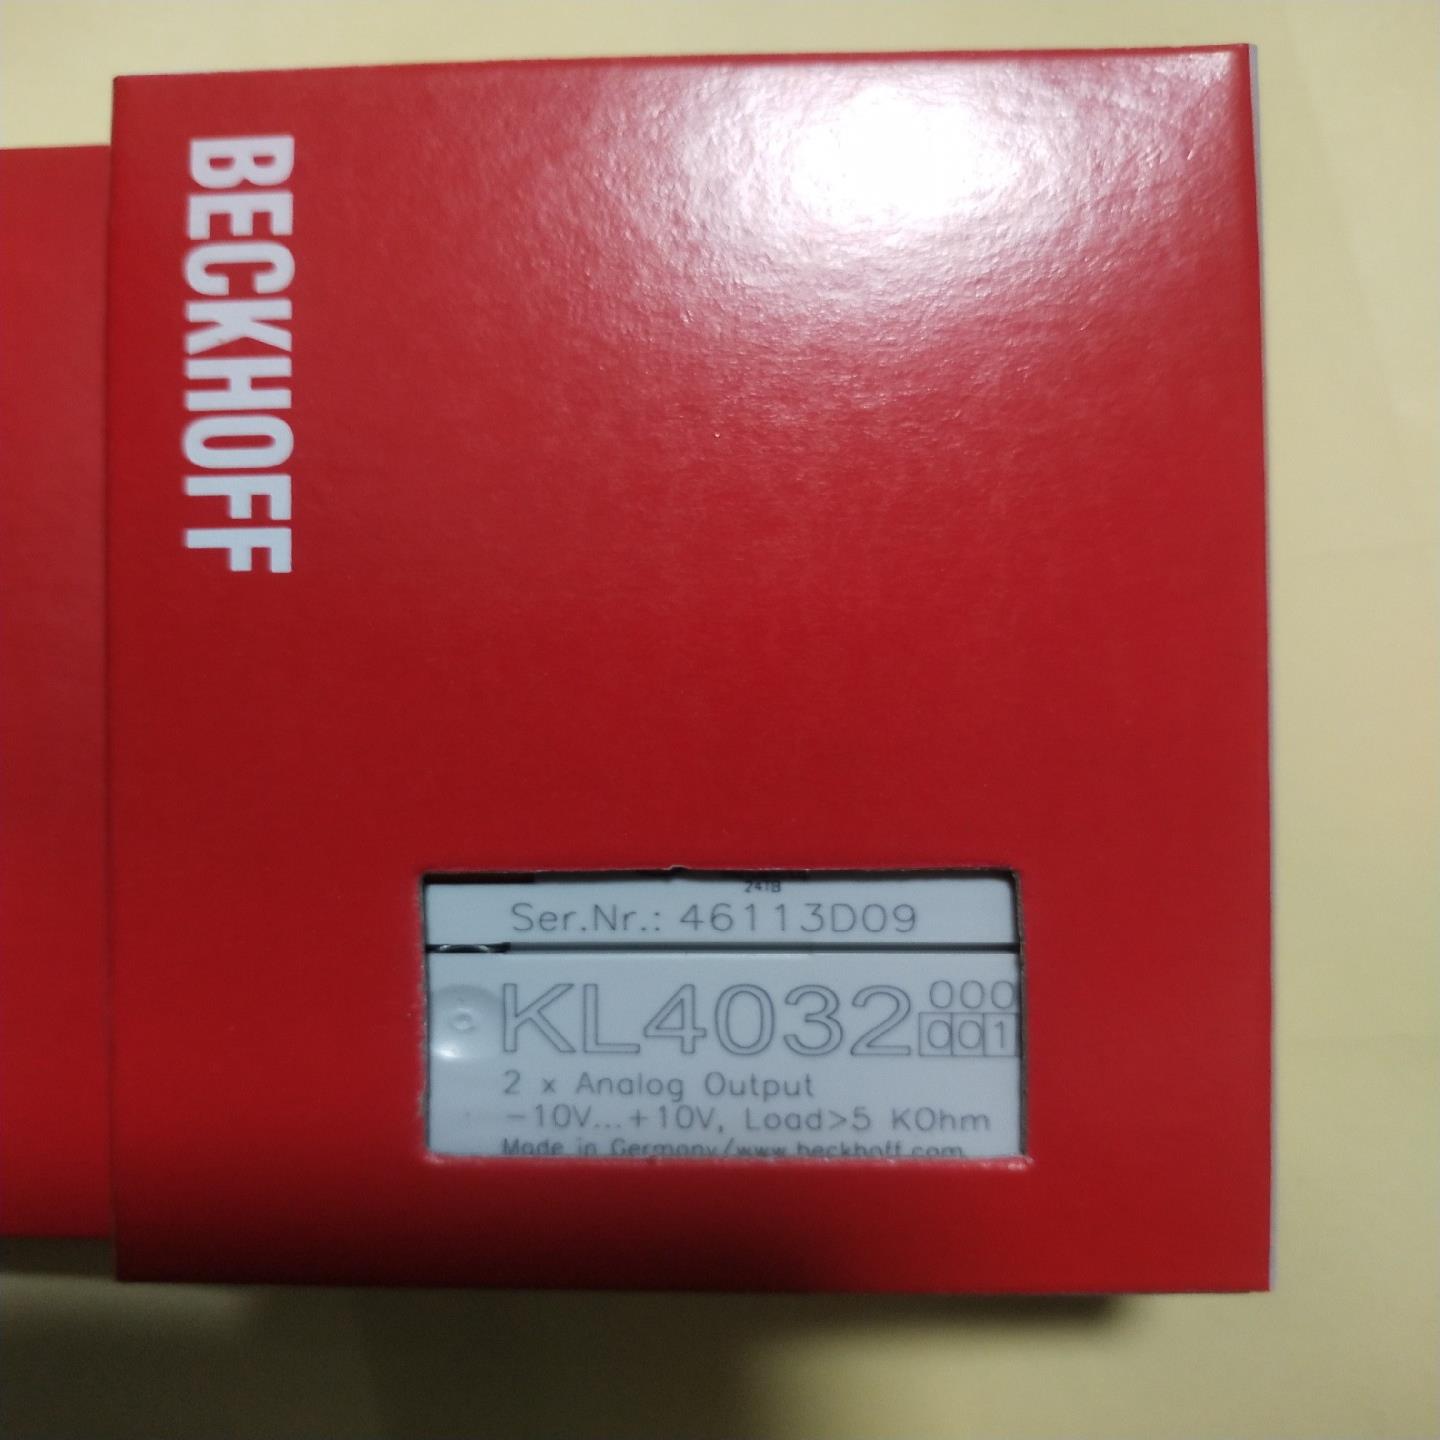 BECKHOFF
24TB
Ser.Nr.: 46113D09
KL4032 000
001
2 x Analog Output
-10V...+10V, Load>5 KOhm
Made in Germany/www.beckhoff.com